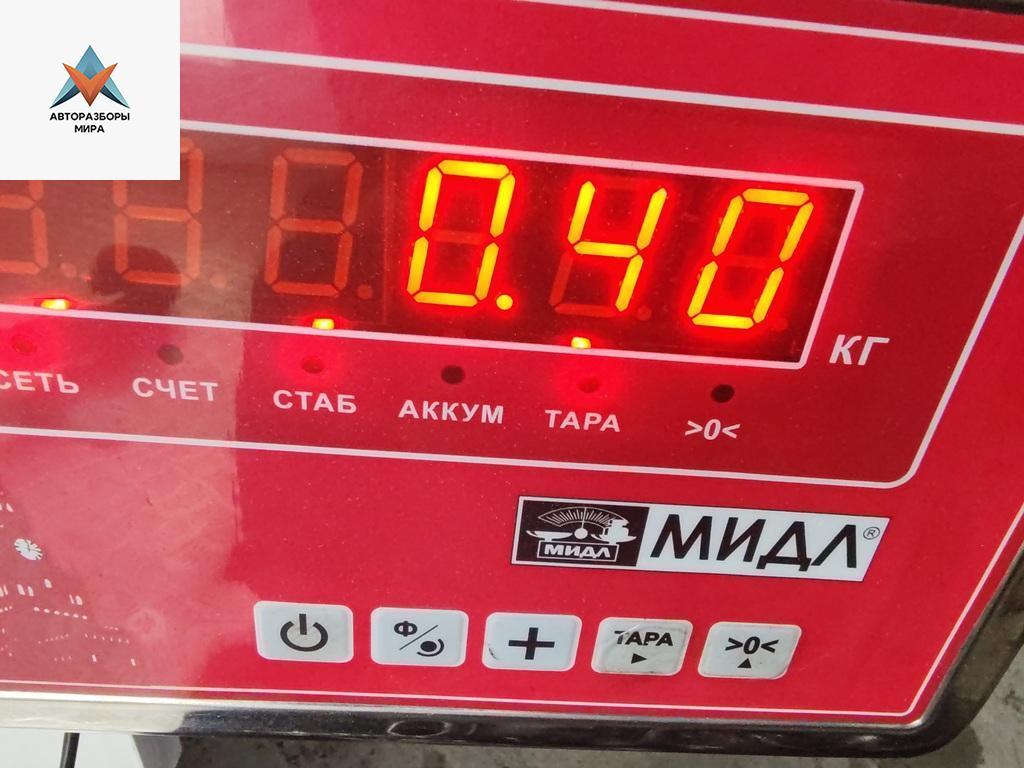 АВТОРАЗБОРЫ
МИРА
0.40
КГ
СЕТЬ СЧЕТ СТАБ АККУМ ТАРА >0<
МИДЛ МИДЛ®
Ф ТАРА >0<